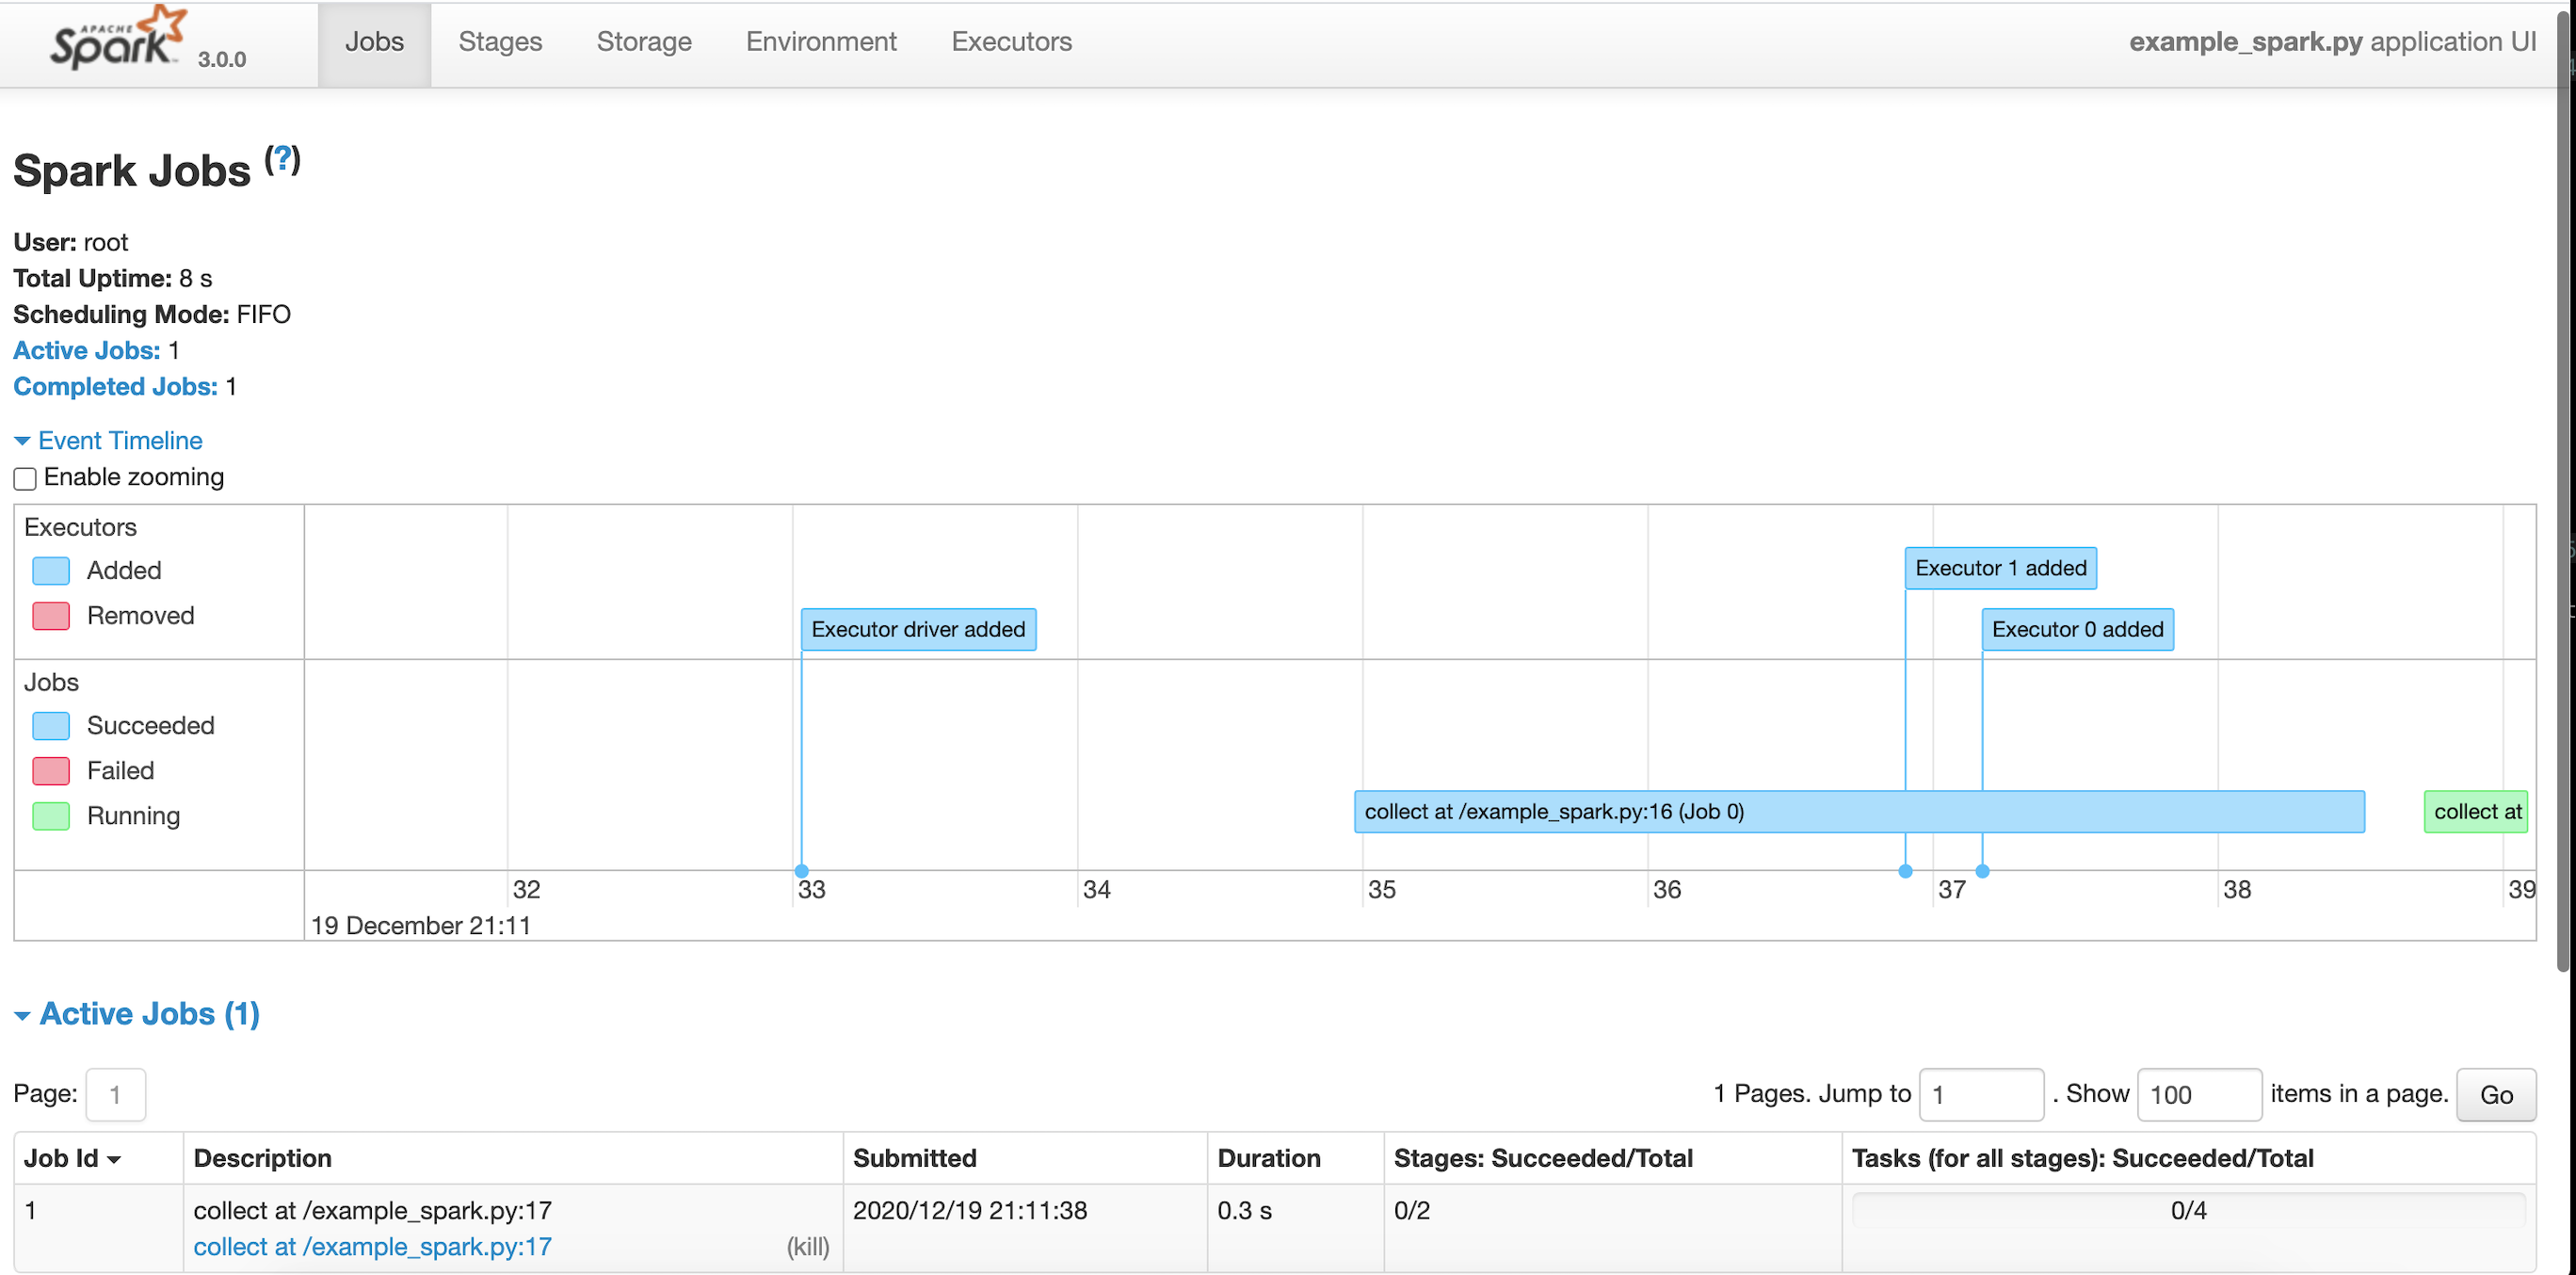 APACHE Spark 3.0.0 Jobs Stages Storage Environment Executors example_spark.py application UI
Spark Jobs (?)
User: root
Total Uptime: 8 s
Scheduling Mode: FIFO
Active Jobs: 1
Completed Jobs: 1
Event Timeline
Enable zooming
Executors
Added
Removed
Executor driver added
Executor 1 added
Executor 0 added
Jobs
Succeeded
Failed
Running
collect at /example_spark.py:16 (Job 0)
collect at
32 33 34 35 36 37 38 39
19 December 21:11
Active Jobs (1)
Page: 1
1 Pages. Jump to 1 . Show 100 items in a page. Go
Job Id Description Submitted Duration Stages: Succeeded/Total Tasks (for all stages): Succeeded/Total
1 collect at /example_spark.py:17 2020/12/19 21:11:38 0.3 s 0/2 0/4
collect at /example_spark.py:17 (kill)